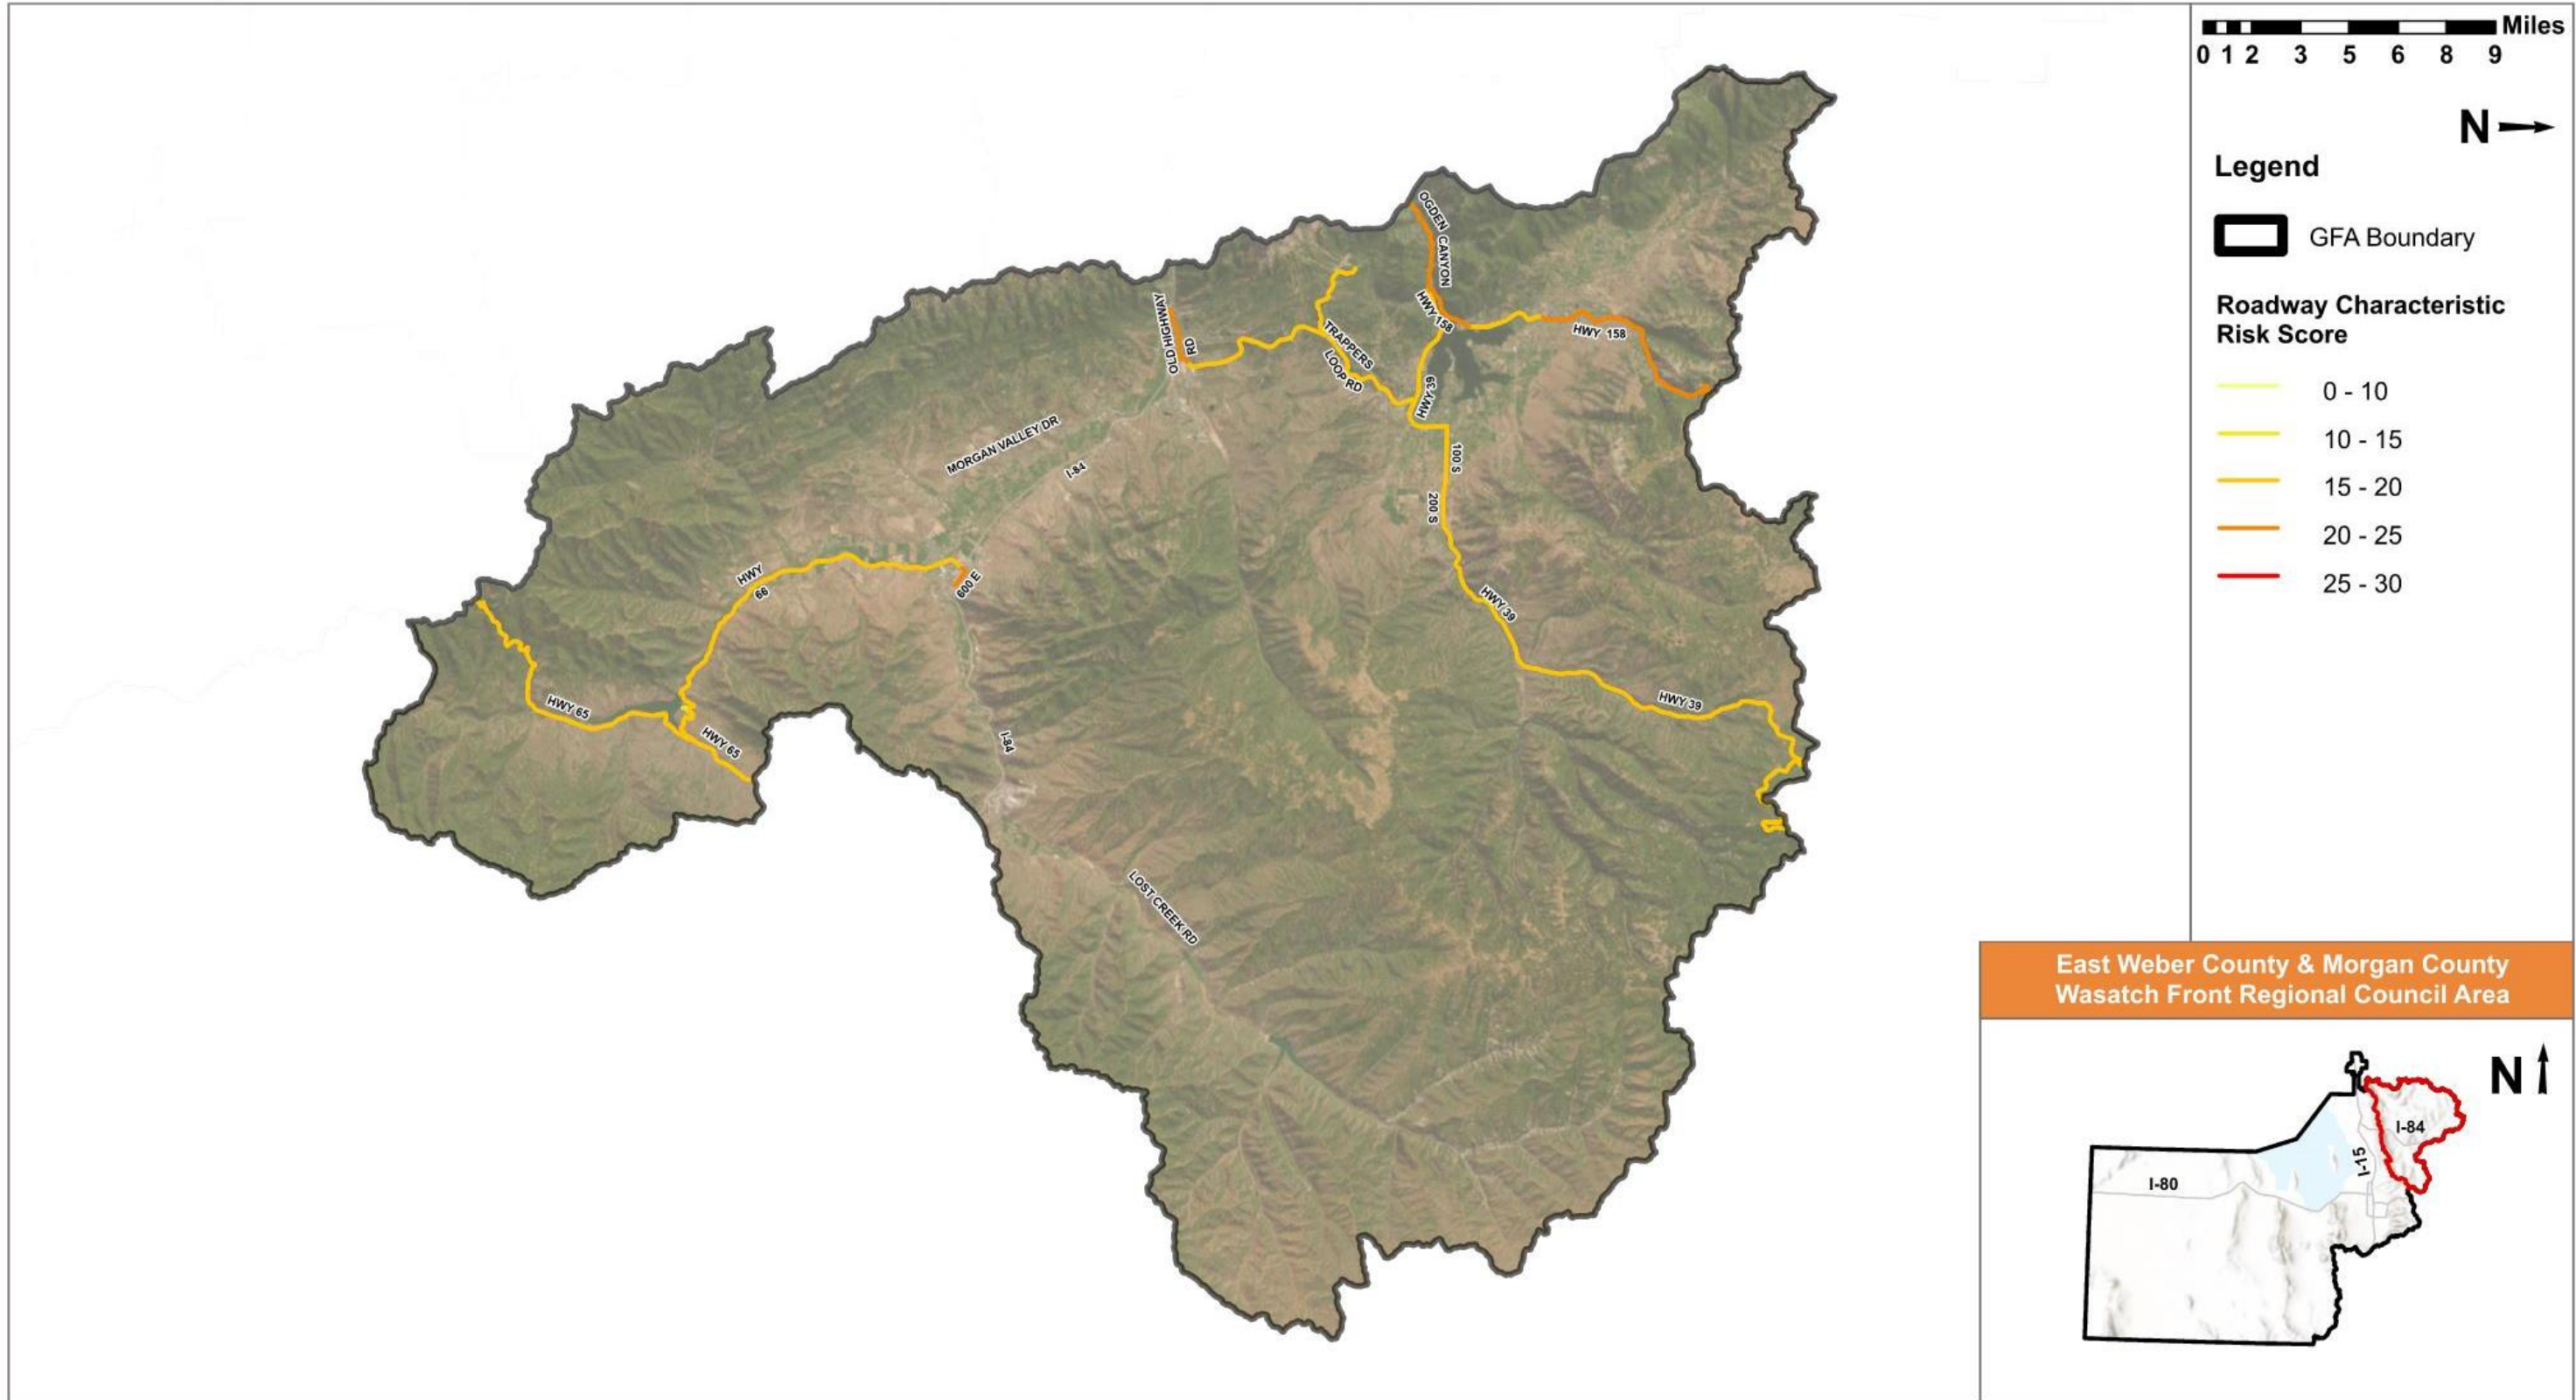 Miles
0 1 2 3 5 6 8 9
N
Legend
GFA Boundary
Roadway Characteristic
Risk Score
0 - 10
10 - 15
15 - 20
20 - 25
25 - 30
OGDEN CANYON
HWY 158
HWY 158
OLD HIGHWAY
RD
TRAPPERS
LOOP RD
HWY 39
MORGAN VALLEY DR
I-84
100 S
200 S
HWY
66
600 E
HWY 39
HWY 65
HWY 65
HWY 39
I-84
LOST CREEK RD
East Weber County & Morgan County
Wasatch Front Regional Council Area
N
I-84
I-15
I-80